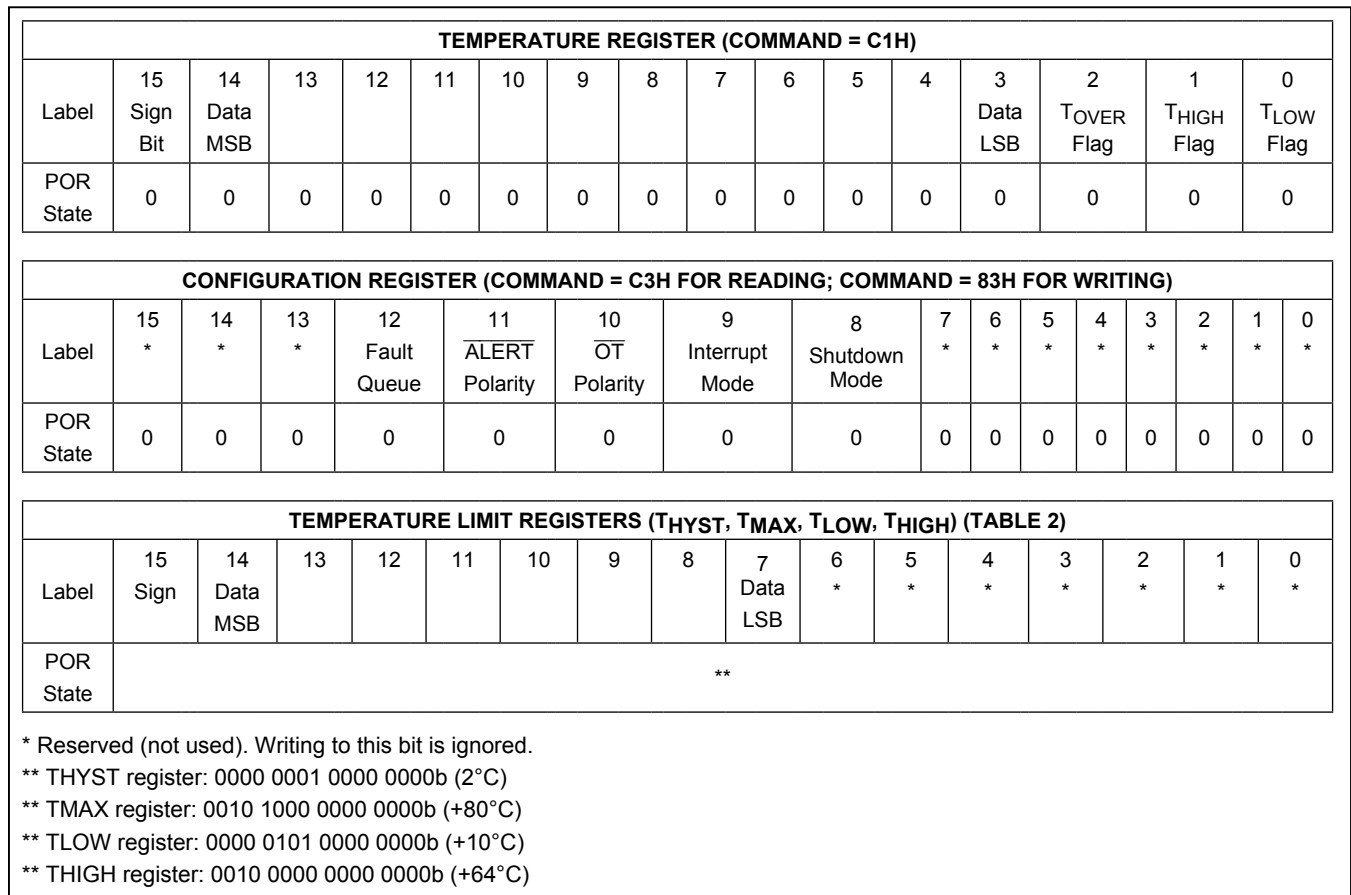 TEMPERATURE REGISTER (COMMAND = C1H)
Label 15 Sign Bit 14 Data MSB 13 12 11 10 9 8 7 6 5 4 3 Data LSB 2 TOVER Flag 1 THIGH Flag 0 TLOW Flag
POR State 0 0 0 0 0 0 0 0 0 0 0 0 0 0 0 0
CONFIGURATION REGISTER (COMMAND = C3H FOR READING; COMMAND = 83H FOR WRITING)
Label 15 * 14 * 13 * 12 Fault Queue 11 ALERT Polarity 10 OT Polarity 9 Interrupt Mode 8 Shutdown Mode 7 * 6 * 5 * 4 * 3 * 2 * 1 * 0 *
POR State 0 0 0 0 0 0 0 0 0 0 0 0 0 0 0 0
TEMPERATURE LIMIT REGISTERS (THYST, TMAX, TLOW, THIGH) (TABLE 2)
Label 15 Sign 14 Data MSB 13 12 11 10 9 8 7 Data LSB 6 * 5 * 4 * 3 * 2 * 1 * 0 *
POR State **
* Reserved (not used). Writing to this bit is ignored.
** THYST register: 0000 0001 0000 0000b (2°C)
** TMAX register: 0010 1000 0000 0000b (+80°C)
** TLOW register: 0000 0101 0000 0000b (+10°C)
** THIGH register: 0010 0000 0000 0000b (+64°C)